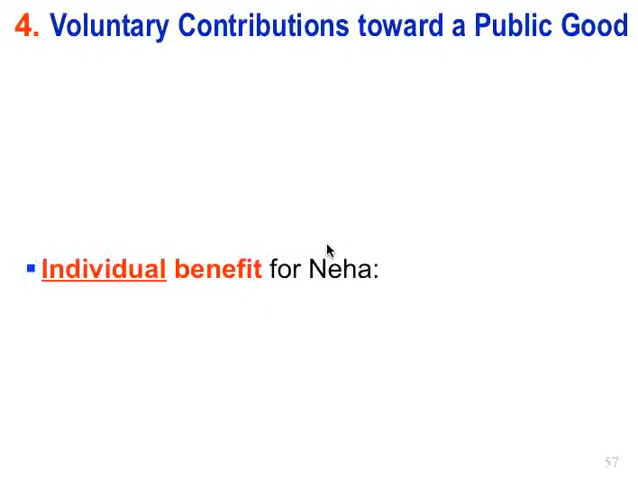 4. Voluntary Contributions toward a Public Good
Individual benefit for Neha:
57